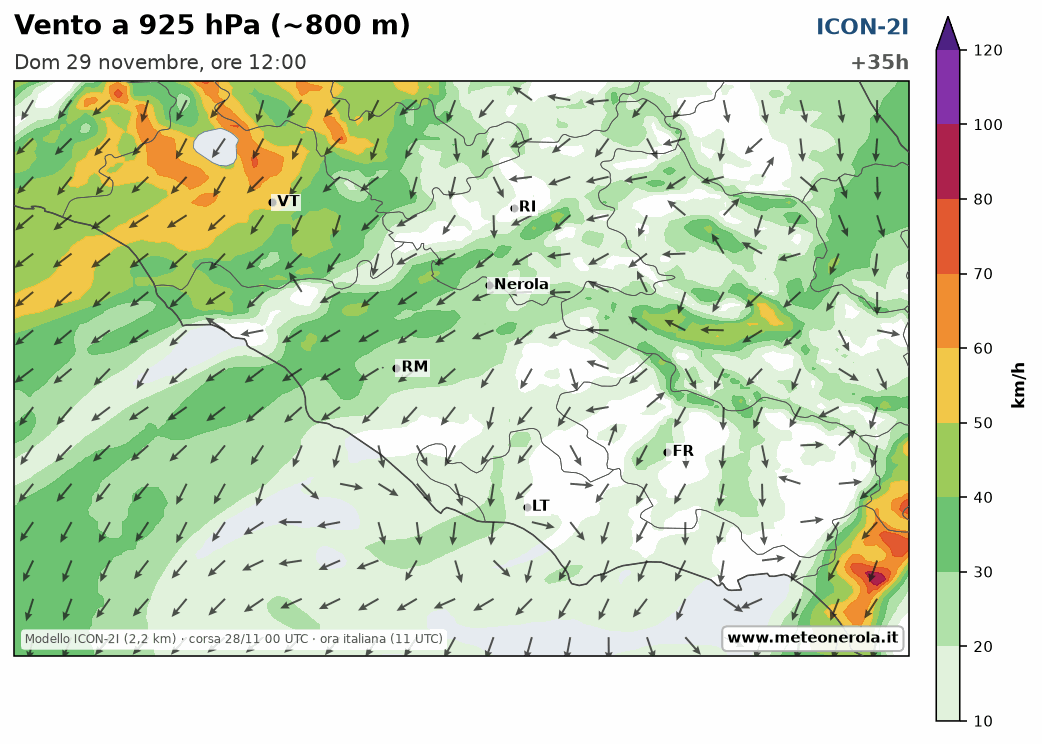 Vento a 925 hPa (~800 m)
ICON-2I
Dom 29 novembre, ore 12:00
+35h
VT
RI
Nerola
RM
FR
LT
Modello ICON-2I (2,2 km) · corsa 28/11 00 UTC · ora italiana (11 UTC)
www.meteonerola.it
120
100
80
70
60
50
40
30
20
10
km/h